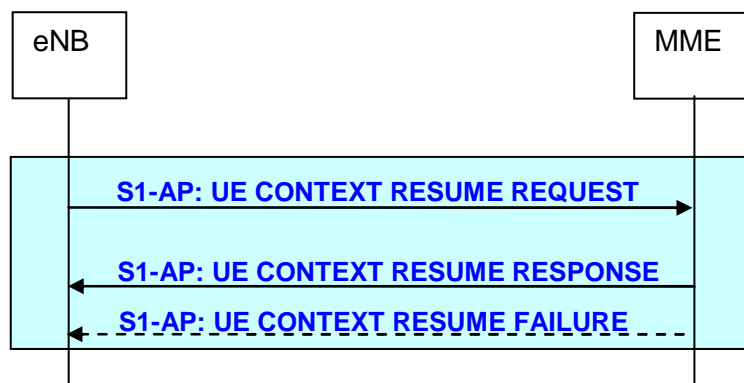 eNB
MME
S1-AP: UE CONTEXT RESUME REQUEST
S1-AP: UE CONTEXT RESUME RESPONSE
S1-AP: UE CONTEXT RESUME FAILURE